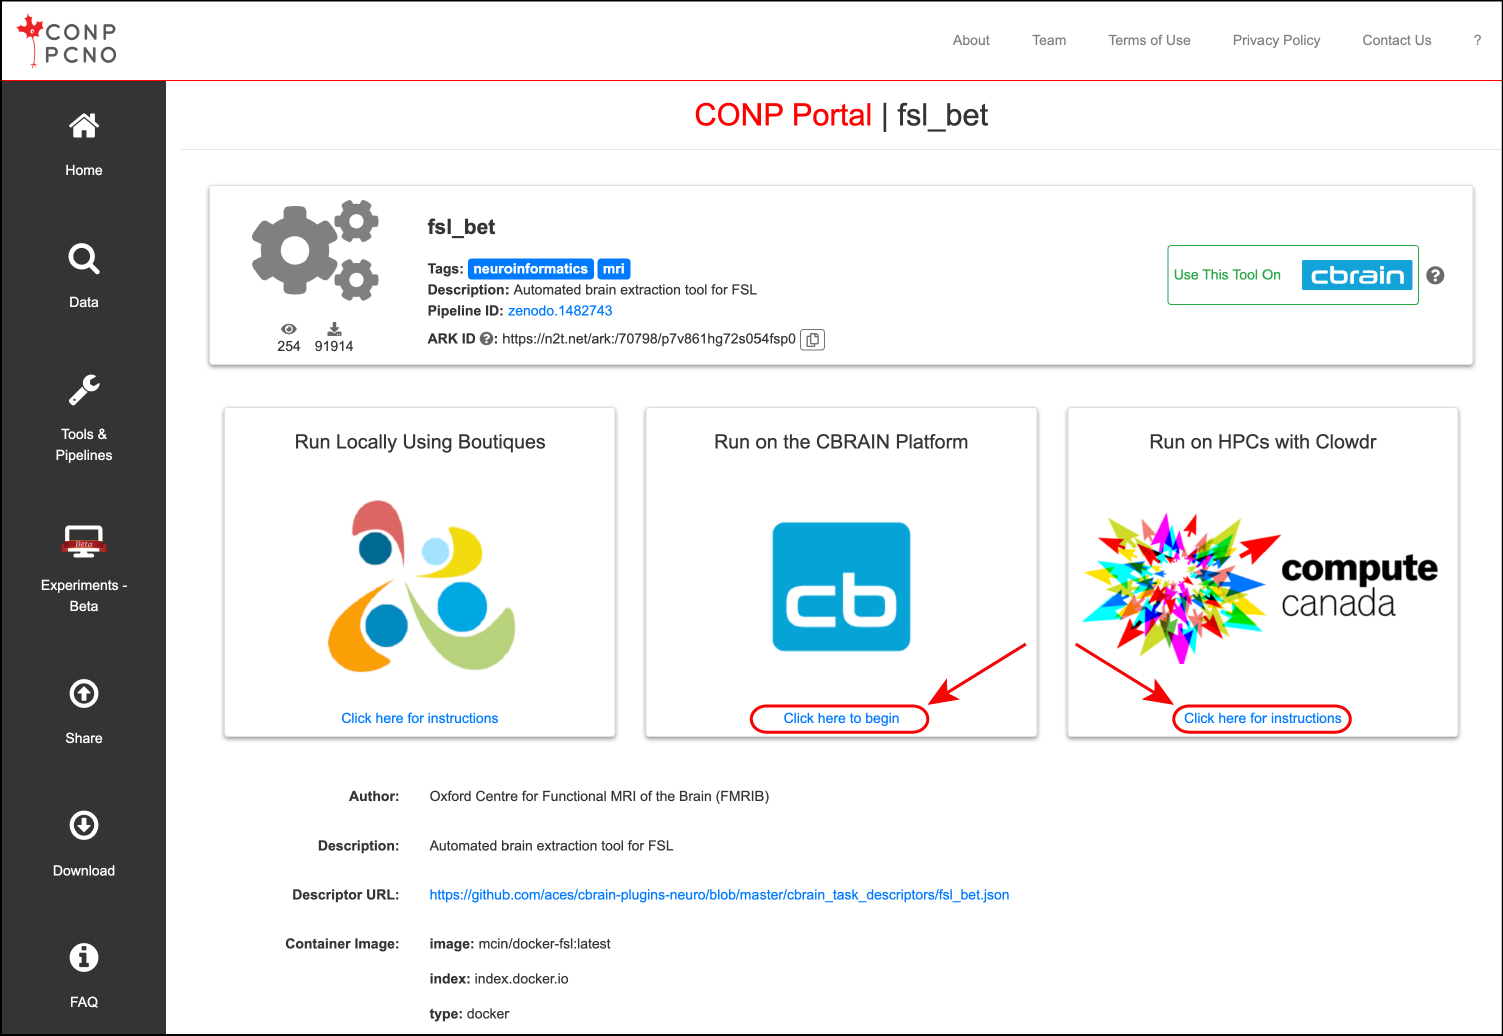 CONP
PCNO
About Team Terms of Use Privacy Policy Contact Us ?
CONP Portal | fsl_bet
Home
Data
Tools &
Pipelines
Beta
Experiments -
Beta
Share
Download
FAQ
fsl_bet
Tags: neuroinformatics mri
Description: Automated brain extraction tool for FSL
Pipeline ID: zenodo.1482743
ARK ID ?: https://n2t.net/ark:/70798/p7v861hg72s054fsp0
254 91914
Use This Tool On cbrain ?
Run Locally Using Boutiques
Click here for instructions
Run on the CBRAIN Platform
cb
Click here to begin
Run on HPCs with Clowdr
compute
canada
Click here for instructions
Author: Oxford Centre for Functional MRI of the Brain (FMRIB)
Description: Automated brain extraction tool for FSL
Descriptor URL: https://github.com/aces/cbrain-plugins-neuro/blob/master/cbrain_task_descriptors/fsl_bet.json
Container Image: image: mcin/docker-fsl:latest
index: index.docker.io
type: docker